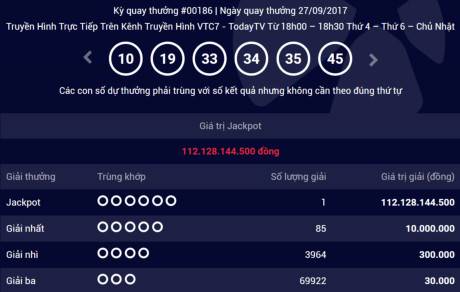 Kỳ quay thưởng #00186 | Ngày quay thưởng 27/09/2017
Truyền Hình Trực Tiếp Trên Kênh Truyền Hình VTC7 - TodayTV Từ 18h00 – 18h30 Thứ 4 – Thứ 6 – Chủ Nhật
10 19 33 34 35 45
Các con số dự thưởng phải trùng với số kết quả nhưng không cần theo đúng thứ tự
Giá trị Jackpot
112.128.144.500 đồng
Giải thưởng Trùng khớp Số lượng giải Giá trị giải (đồng)
Jackpot 1 112.128.144.500
Giải nhất 85 10.000.000
Giải nhì 3964 300.000
Giải ba 69922 30.000